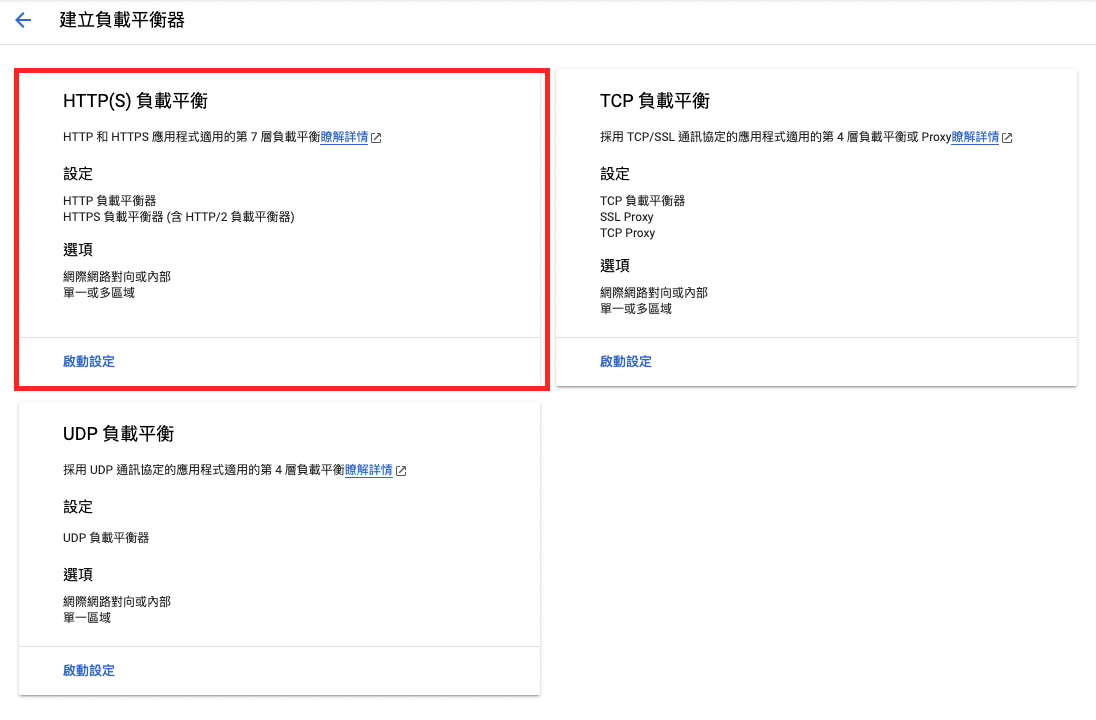 建立負載平衡器
HTTP(S) 負載平衡
HTTP 和 HTTPS 應用程式適用的第 7 層負載平衡瞭解詳情
設定
HTTP 負載平衡器
HTTPS 負載平衡器 (含 HTTP/2 負載平衡器)
選項
網際網路對向或內部
單一或多區域
啟動設定
TCP 負載平衡
採用 TCP/SSL 通訊協定的應用程式適用的第 4 層負載平衡或 Proxy瞭解詳情
設定
TCP 負載平衡器
SSL Proxy
TCP Proxy
選項
網際網路對向或內部
單一或多區域
啟動設定
UDP 負載平衡
採用 UDP 通訊協定的應用程式適用的第 4 層負載平衡瞭解詳情
設定
UDP 負載平衡器
選項
網際網路對向或內部
單一區域
啟動設定